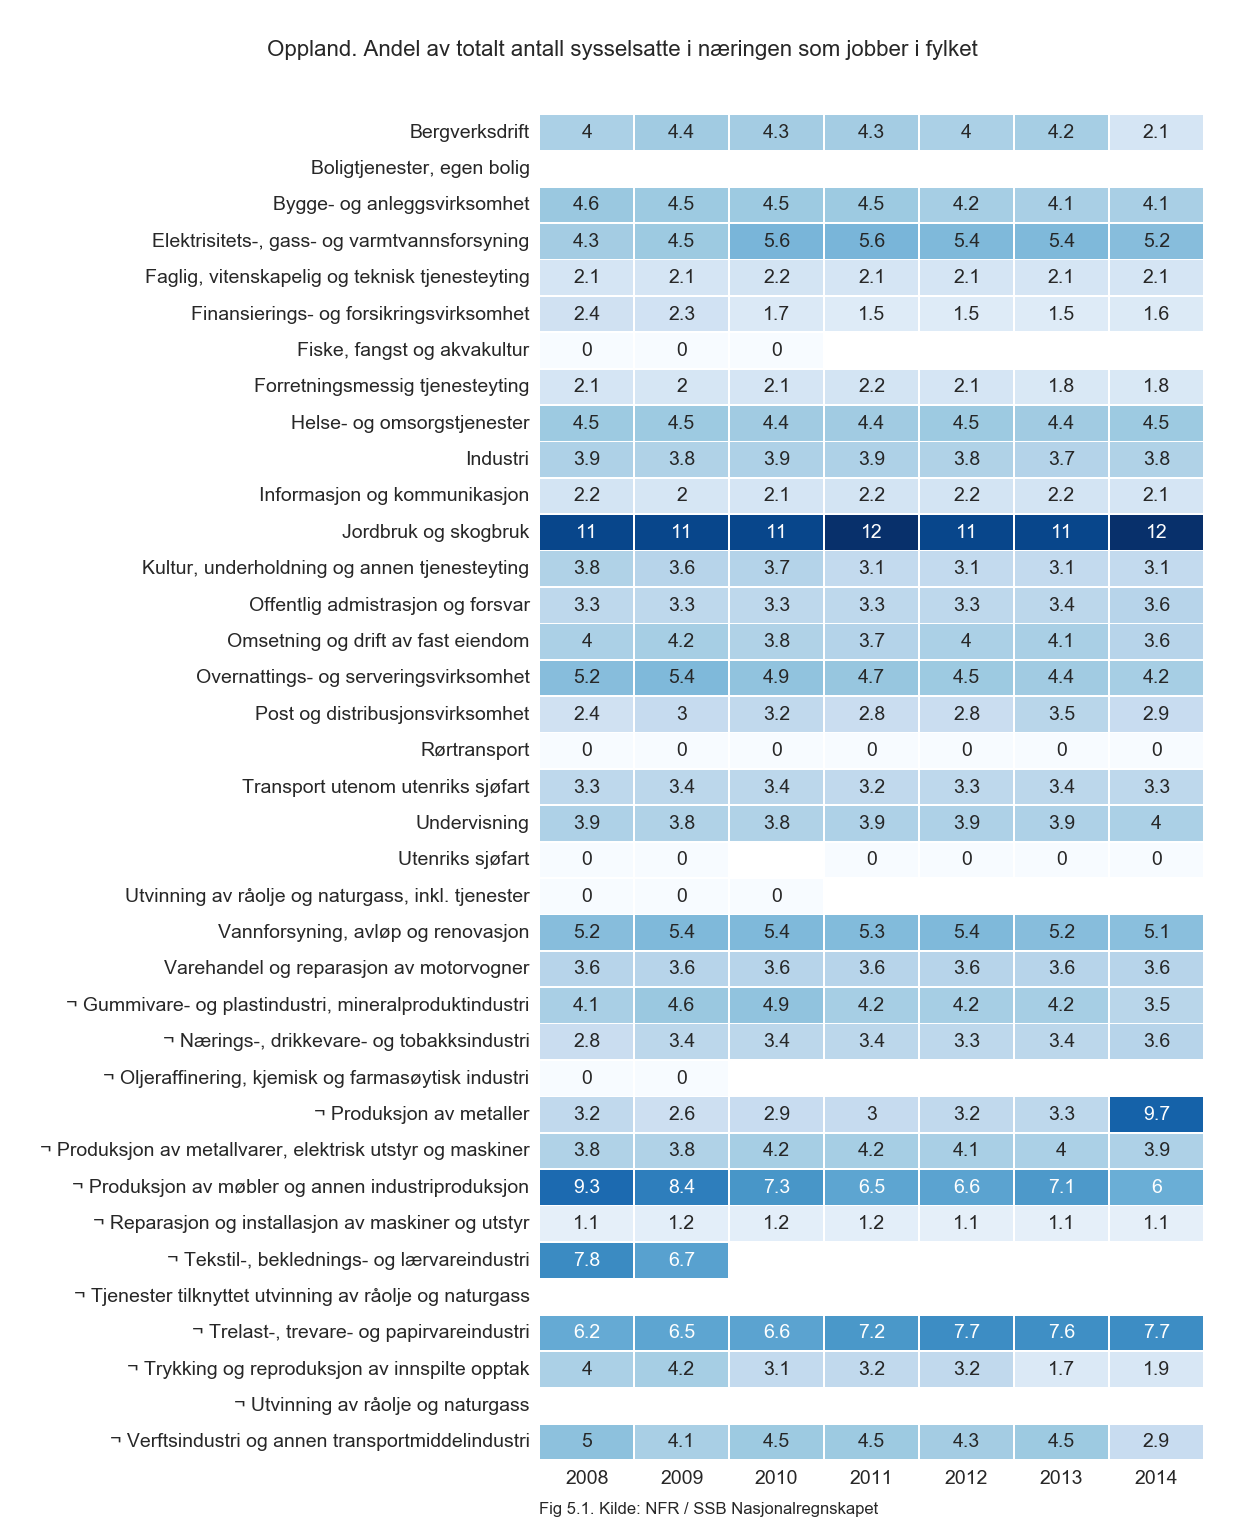 Oppland. Andel av totalt antall sysselsatte i næringen som jobber i fylket
Bergverksdrift 4 4.4 4.3 4.3 4 4.2 2.1
Boligtjenester, egen bolig
Bygge- og anleggsvirksomhet 4.6 4.5 4.5 4.5 4.2 4.1 4.1
Elektrisitets-, gass- og varmtvannsforsyning 4.3 4.5 5.6 5.6 5.4 5.4 5.2
Faglig, vitenskapelig og teknisk tjenesteyting 2.1 2.1 2.2 2.1 2.1 2.1 2.1
Finansierings- og forsikringsvirksomhet 2.4 2.3 1.7 1.5 1.5 1.5 1.6
Fiske, fangst og akvakultur 0 0 0
Forretningsmessig tjenesteyting 2.1 2 2.1 2.2 2.1 1.8 1.8
Helse- og omsorgstjenester 4.5 4.5 4.4 4.4 4.5 4.4 4.5
Industri 3.9 3.8 3.9 3.9 3.8 3.7 3.8
Informasjon og kommunikasjon 2.2 2 2.1 2.2 2.2 2.2 2.1
Jordbruk og skogbruk 11 11 11 12 11 11 12
Kultur, underholdning og annen tjenesteyting 3.8 3.6 3.7 3.1 3.1 3.1 3.1
Offentlig admistrasjon og forsvar 3.3 3.3 3.3 3.3 3.3 3.4 3.6
Omsetning og drift av fast eiendom 4 4.2 3.8 3.7 4 4.1 3.6
Overnattings- og serveringsvirksomhet 5.2 5.4 4.9 4.7 4.5 4.4 4.2
Post og distribusjonsvirksomhet 2.4 3 3.2 2.8 2.8 3.5 2.9
Rørtransport 0 0 0 0 0 0 0
Transport utenom utenriks sjøfart 3.3 3.4 3.4 3.2 3.3 3.4 3.3
Undervisning 3.9 3.8 3.8 3.9 3.9 3.9 4
Utenriks sjøfart 0 0 0 0 0 0
Utvinning av råolje og naturgass, inkl. tjenester 0 0 0
Vannforsyning, avløp og renovasjon 5.2 5.4 5.4 5.3 5.4 5.2 5.1
Varehandel og reparasjon av motorvogner 3.6 3.6 3.6 3.6 3.6 3.6 3.6
¬ Gummivare- og plastindustri, mineralproduktindustri 4.1 4.6 4.9 4.2 4.2 4.2 3.5
¬ Nærings-, drikkevare- og tobakksindustri 2.8 3.4 3.4 3.4 3.3 3.4 3.6
¬ Oljeraffinering, kjemisk og farmasøytisk industri 0 0
¬ Produksjon av metaller 3.2 2.6 2.9 3 3.2 3.3 9.7
¬ Produksjon av metallvarer, elektrisk utstyr og maskiner 3.8 3.8 4.2 4.2 4.1 4 3.9
¬ Produksjon av møbler og annen industriproduksjon 9.3 8.4 7.3 6.5 6.6 7.1 6
¬ Reparasjon og installasjon av maskiner og utstyr 1.1 1.2 1.2 1.2 1.1 1.1 1.1
¬ Tekstil-, beklednings- og lærvareindustri 7.8 6.7
¬ Tjenester tilknyttet utvinning av råolje og naturgass
¬ Trelast-, trevare- og papirvareindustri 6.2 6.5 6.6 7.2 7.7 7.6 7.7
¬ Trykking og reproduksjon av innspilte opptak 4 4.2 3.1 3.2 3.2 1.7 1.9
¬ Utvinning av råolje og naturgass
¬ Verftsindustri og annen transportmiddelindustri 5 4.1 4.5 4.5 4.3 4.5 2.9
2008 2009 2010 2011 2012 2013 2014
Fig 5.1. Kilde: NFR / SSB Nasjonalregnskapet